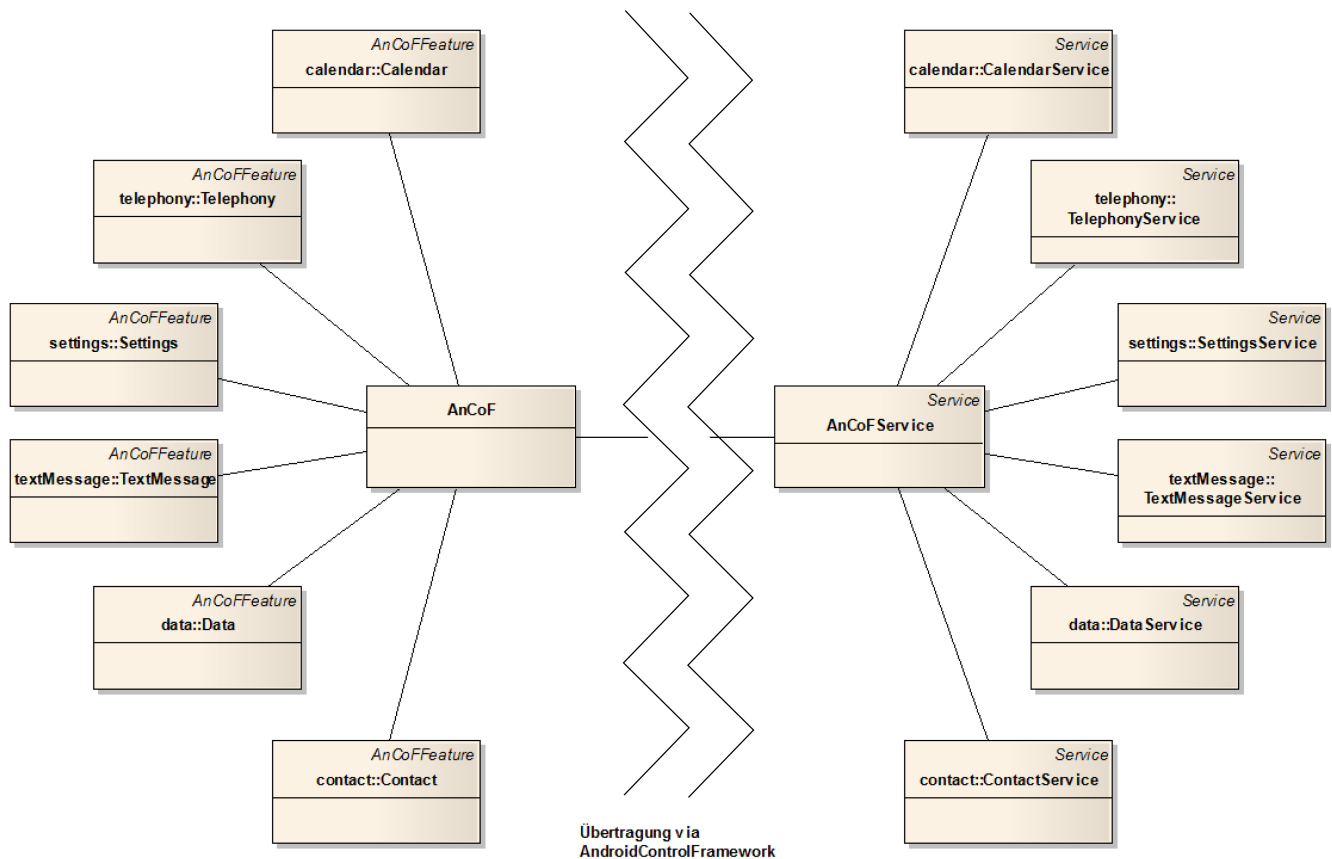 AnCoFFeature
calendar::Calendar
AnCoFFeature
telephony::Telephony
AnCoFFeature
settings::Settings
AnCoFFeature
textMessage::TextMessage
AnCoFFeature
data::Data
AnCoFFeature
contact::Contact
AnCoF
Service
AnCoFService
Service
calendar::CalendarService
Service
telephony::
TelephonyService
Service
settings::SettingsService
Service
textMessage::
TextMessageService
Service
data::DataService
Service
contact::ContactService
Übertragung via
AndroidControlFramework